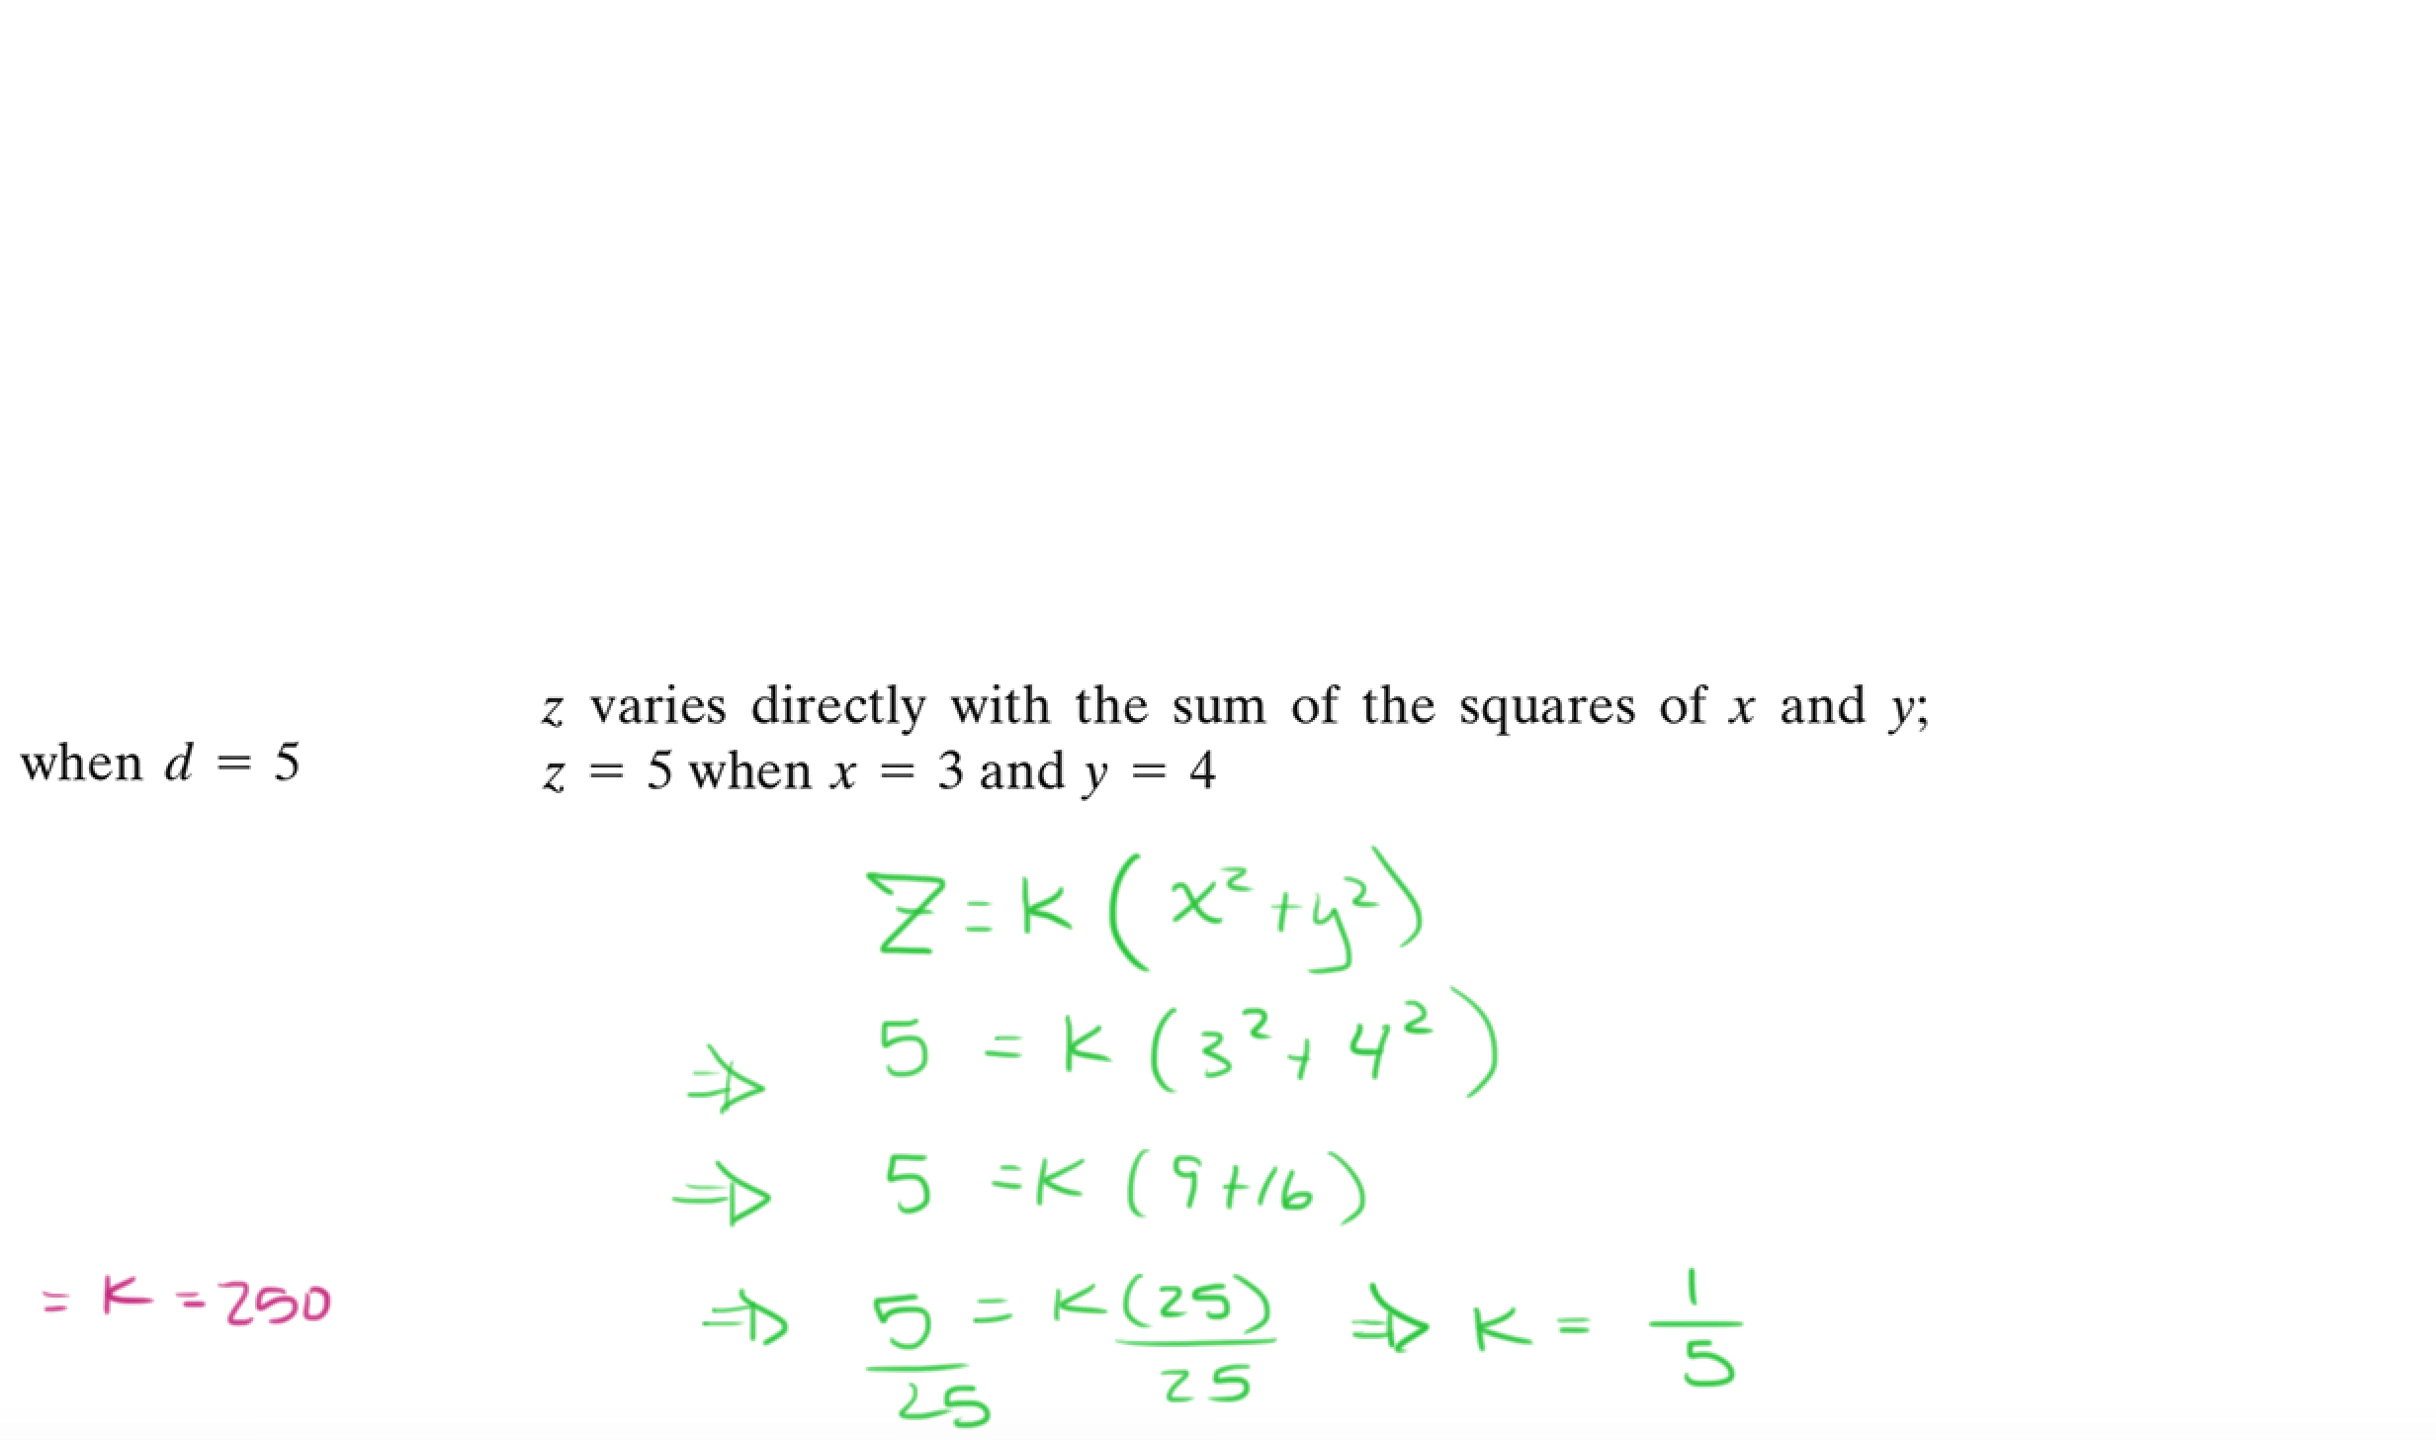 z varies directly with the sum of the squares of x and y;
when d = 5
z = 5 when x = 3 and y = 4
Z = K ( x² + y² )
⇒ 5 = K ( 3² + 4² )
⇒ 5 = K ( 9 + 16 )
= K = 250
⇒ 5/25 = K(25)/25 ⇒ K = 1/5